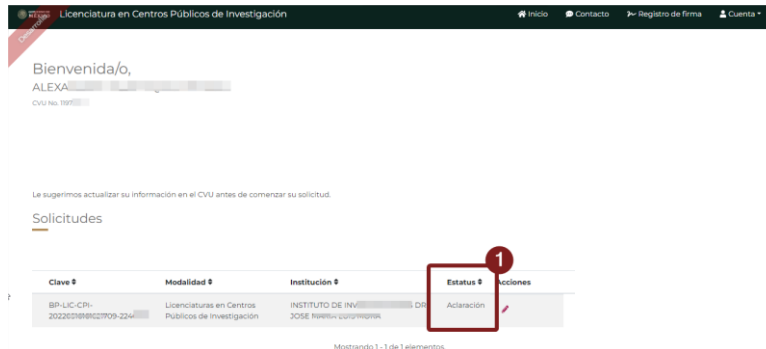 Licenciatura en Centros Públicos de Investigación
Inicio Contacto Registro de firma Cuenta
Desarrollo
Bienvenida/o,
ALEXA
CVU No. 1197
Le sugerimos actualizar su información en el CVU antes de comenzar su solicitud.
Solicitudes
1
Clave Modalidad Institución Estatus Acciones
BP-LIC-CPI- Licenciaturas en Centros INSTITUTO DE DR Aclaración
Públicos de Investigación JOSE
Mostrando 1 - 1 de 1 elementos.